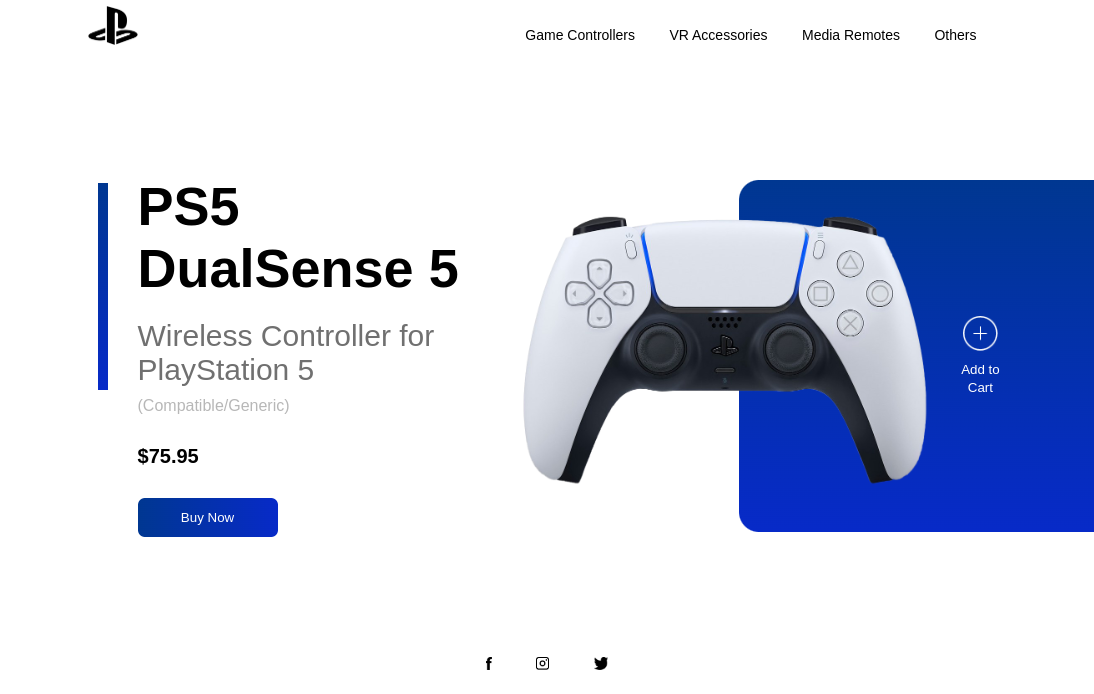 Game Controllers VR Accessories Media Remotes Others
PS5
DualSense 5
Wireless Controller for
PlayStation 5
(Compatible/Generic)
$75.95
Buy Now
Add to
Cart